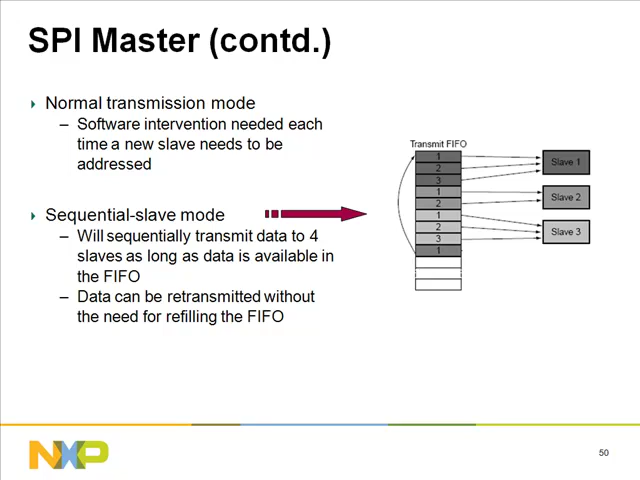 SPI Master (contd.)
Normal transmission mode
– Software intervention needed each
time a new slave needs to be
addressed
Sequential-slave mode
– Will sequentially transmit data to 4
slaves as long as data is available in
the FIFO
– Data can be retransmitted without
the need for refilling the FIFO
Transmit FIFO
1
2
3
1
2
1
2
3
1
Slave 1
Slave 2
Slave 3
NXP
50